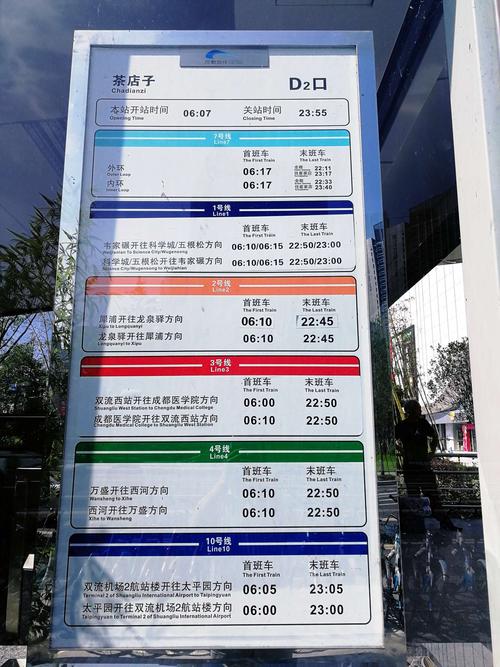 茶店子
Chadianzi
D2口
本站开站时间 06:07 关站时间 23:55
Opening Time Closing Time
7号线
Line7
首班车 末班车
The First Train The Last Train
外环 06:17 22:11
Outer Loop 23:17
内环 06:17 22:33
Inner Loop 23:40
1号线
Line1
首班车 末班车
The First Train The Last Train
韦家碾开往科学城/五根松方向 06:10/06:15 22:50/23:00
Weijianian To Science City/Wugensong
科学城/五根松开往韦家碾方向 06:10/06:15 22:50/23:00
Science City/Wugensong to Weijianian
2号线
Line2
首班车 末班车
The First Train The Last Train
犀浦开往龙泉驿方向 06:10 22:45
Xipu to Longquanyi
龙泉驿开往犀浦方向 06:10 22:45
Longquanyi to Xipu
3号线
Line3
首班车 末班车
The First Train The Last Train
双流西站开往成都医学院方向 06:00 22:50
Shuangliu West Station to Chengdu Medical College
成都医学院开往双流西站方向 06:10 22:50
Chengdu Medical College to Shuangliu West Station
4号线
Line4
首班车 末班车
The First Train The Last Train
万盛开往西河方向 06:10 22:50
Wansheng to Xihe
西河开往万盛方向 06:10 22:50
Xihe to Wansheng
10号线
Line10
首班车 末班车
The First Train The Last Train
双流机场2航站楼开往太平园方向 06:05 23:05
Terminal 2 of Shuangliu International Airport to Taipingyuan
太平园开往双流机场2航站楼方向 06:00 23:00
Taipingyuan to Terminal 2 of Shuangliu International Airport